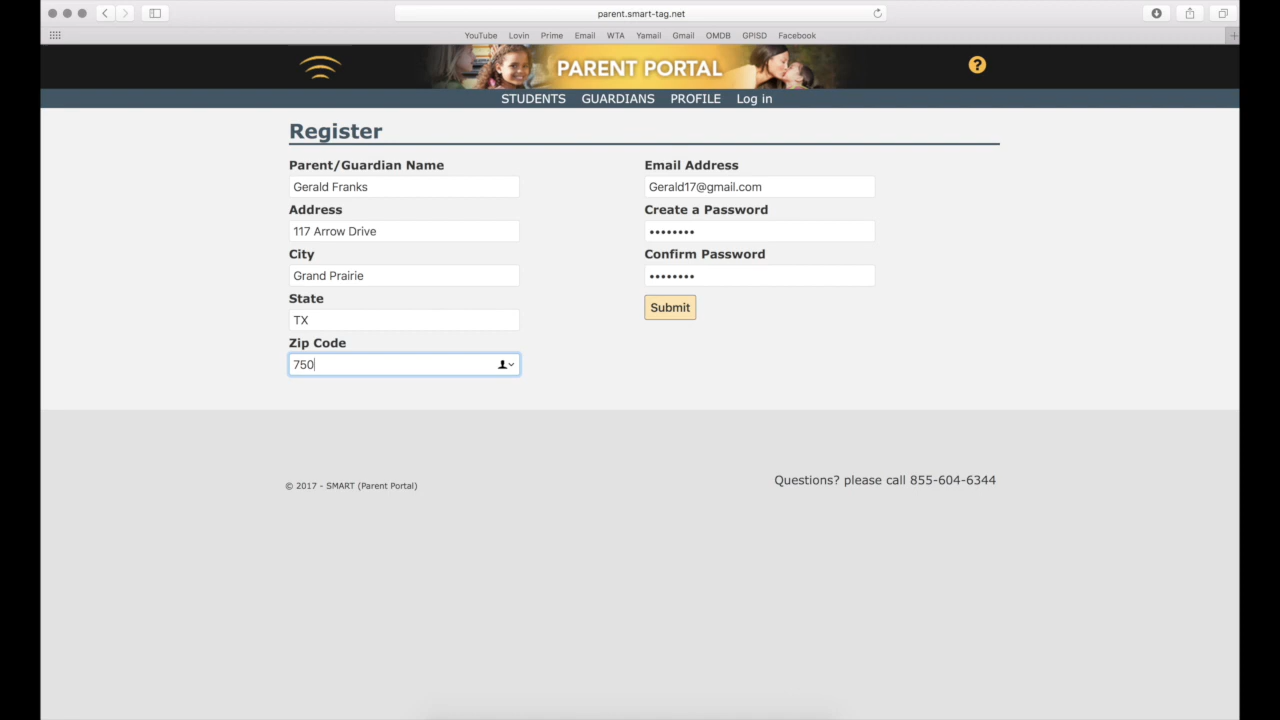 parent.smart-tag.net
YouTube Lovin Prime Email WTA Yamail Gmail OMDB GPISD Facebook
PARENT PORTAL
?
STUDENTS GUARDIANS PROFILE Log in
Register
Parent/Guardian Name
Gerald Franks
Address
117 Arrow Drive
City
Grand Prairie
State
TX
Zip Code
750
Email Address
Gerald17@gmail.com
Create a Password
••••••••
Confirm Password
••••••••
Submit
© 2017 - SMART (Parent Portal)
Questions? please call 855-604-6344